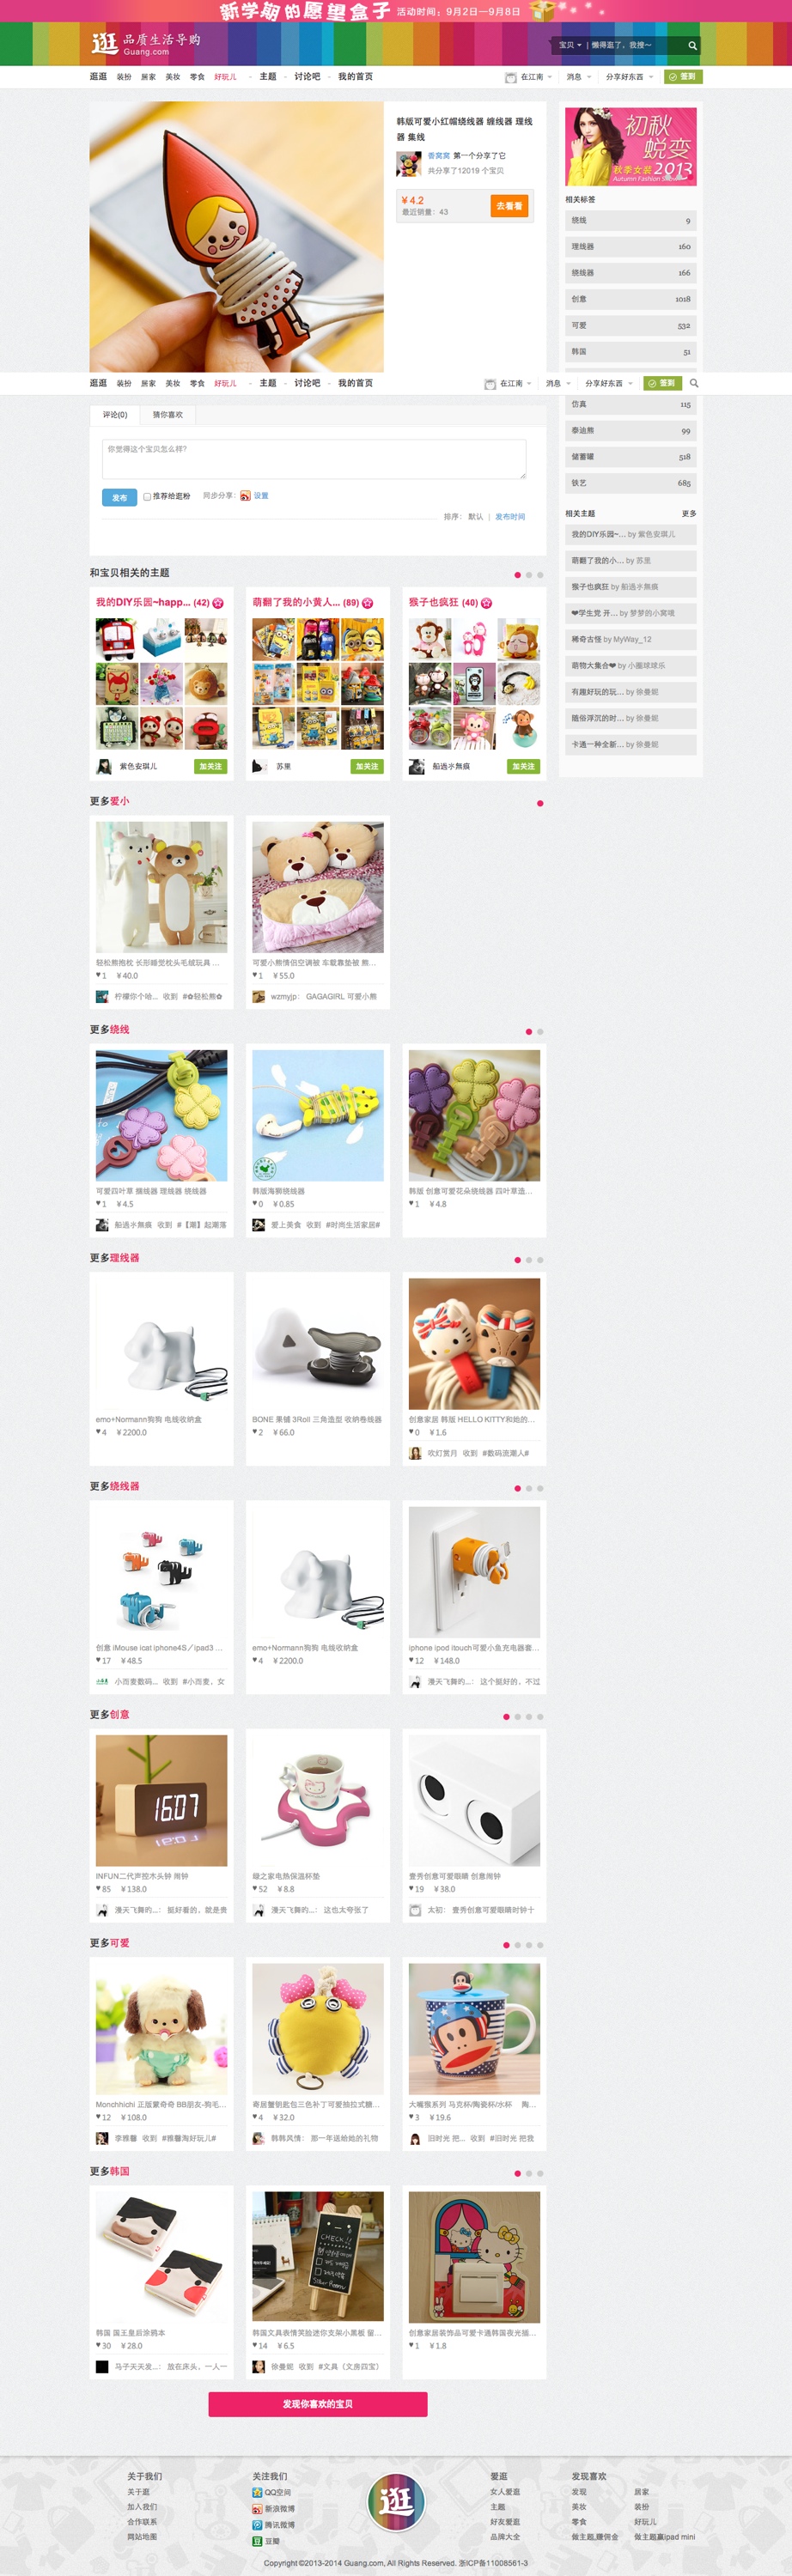 新学期的愿望盒子 活动时间：9月2日—9月8日
逛 品质生活导购
Guang.com
宝贝 | 懒得逛了，我搜~
逛逛 装扮 居家 美妆 零食 好玩儿 主题 讨论吧 我的首页 在江南 消息 分享好东西 签到
韩版可爱小红帽绕线器 缠线器 理线
器 集线
香窝窝 第一个分享了它
共分享了12019 个宝贝
¥ 4.2
最近销量：43
去看看
初秋
蜕变
秋季女装 2013
Autumn Fashion Show
相关标签
绕线 9
理线器 160
绕线器 166
创意 1018
可爱 532
韩国 51
逛逛 装扮 居家 美妆 零食 好玩儿 主题 讨论吧 我的首页 在江南 消息 分享好东西 签到
仿真 115
泰迪熊 99
储蓄罐 518
铁艺 685
评论(0) 猜你喜欢
你觉得这个宝贝怎么样?
发布 推荐给逛粉 同步分享: 设置
排序: 默认 | 发布时间
相关主题 更多
我的DIY乐园~... by 紫色安琪儿
萌翻了我的小... by 苏里
猴子也疯狂 by 船過水無痕
❤学生党 开... by 梦梦的小窝哦
稀奇古怪 by MyWay_12
萌物大集合❤ by 小圈球球乐
有趣好玩的玩... by 徐曼妮
随俗浮沉的时... by 徐曼妮
卡通一种全新... by 徐曼妮
和宝贝相关的主题
我的DIY乐园~happ... (42)
萌翻了我的小黄人... (89)
猴子也疯狂 (40)
紫色安琪儿 加关注
苏里 加关注
船過水無痕 加关注
更多爱小
轻松熊抱枕 长形睡觉枕头毛绒玩具 ...
♥1 ¥40.0
柠檬你个哈... 收到 #✿轻松熊✿
可爱小熊情侣空调被 车载靠垫被 熊...
♥1 ¥55.0
wzmyjp： GAGAGIRL 可爱小熊
更多绕线
可爱四叶草 捆线器 理线器 绕线器
♥1 ¥4.5
船過水無痕 收到 #【潮】起潮落
韩版海狮绕线器
♥0 ¥0.85
爱上美食 收到 #时尚生活家居#
韩版 创意可爱花朵绕线器 四叶草造...
♥1 ¥4.8
更多理线器
emo+Normann狗狗 电线收纳盒
♥4 ¥2200.0
BONE 果铺 3Roll 三角造型 收纳卷线器
♥2 ¥66.0
创意家居 韩版 HELLO KITTY和她的...
♥0 ¥1.6
吹灯赏月 收到 #数码流潮人#
更多绕线器
创意 iMouse icat iphone4S／ipad3 ...
♥17 ¥48.5
小而麦数码... 收到 #小而麦，女
emo+Normann狗狗 电线收纳盒
♥4 ¥2200.0
iphone ipod itouch可爱小鱼充电器套...
♥12 ¥148.0
漫天飞舞旳...： 这个挺好的，不过
更多创意
16:07
INFUN二代声控木头钟 闹钟
♥85 ¥138.0
漫天飞舞旳...： 挺好看的，就是贵
绿之家电热保温杯垫
♥52 ¥8.8
漫天飞舞旳...： 这也太夸张了
壹秀创意可爱眼睛 创意闹钟
♥19 ¥38.0
太初： 壹秀创意可爱眼睛时钟十
更多可爱
Monchhichi 正版蒙奇奇 BB朋友-狗毛...
♥12 ¥108.0
李雅馨 收到 #雅馨淘好玩儿#
寄居蟹钥匙包三色补丁可爱抽拉式糖...
♥4 ¥32.0
韩韩风情： 那一年送给她的礼物
大嘴猴系列 马克杯/陶瓷杯/水杯 陶...
♥3 ¥19.6
旧时光 把... 收到 #旧时光 把我
更多韩国
韩国 国王皇后涂鸦本
♥30 ¥28.0
马子天天发...： 放在床头，一人一
CHECK!!
韩国文具表情笑脸迷你支架小黑板 留...
♥14 ¥6.5
徐曼妮 收到 #文具（文房四宝）
创意家居装饰品可爱卡通韩国夜光插...
♥1 ¥1.8
发现你喜欢的宝贝
关于我们
关于逛
加入我们
合作联系
网站地图
关注我们
QQ空间
新浪微博
腾讯微博
豆瓣
逛
爱逛
女人爱逛
主题
好友爱逛
品牌大全
发现喜欢
发现 居家
美妆 装扮
零食 好玩儿
做主题,赚佣金 做主题赢ipad mini
Copyright ©2013-2014 Guang.com, All Rights Reserved. 浙ICP备11008561-3